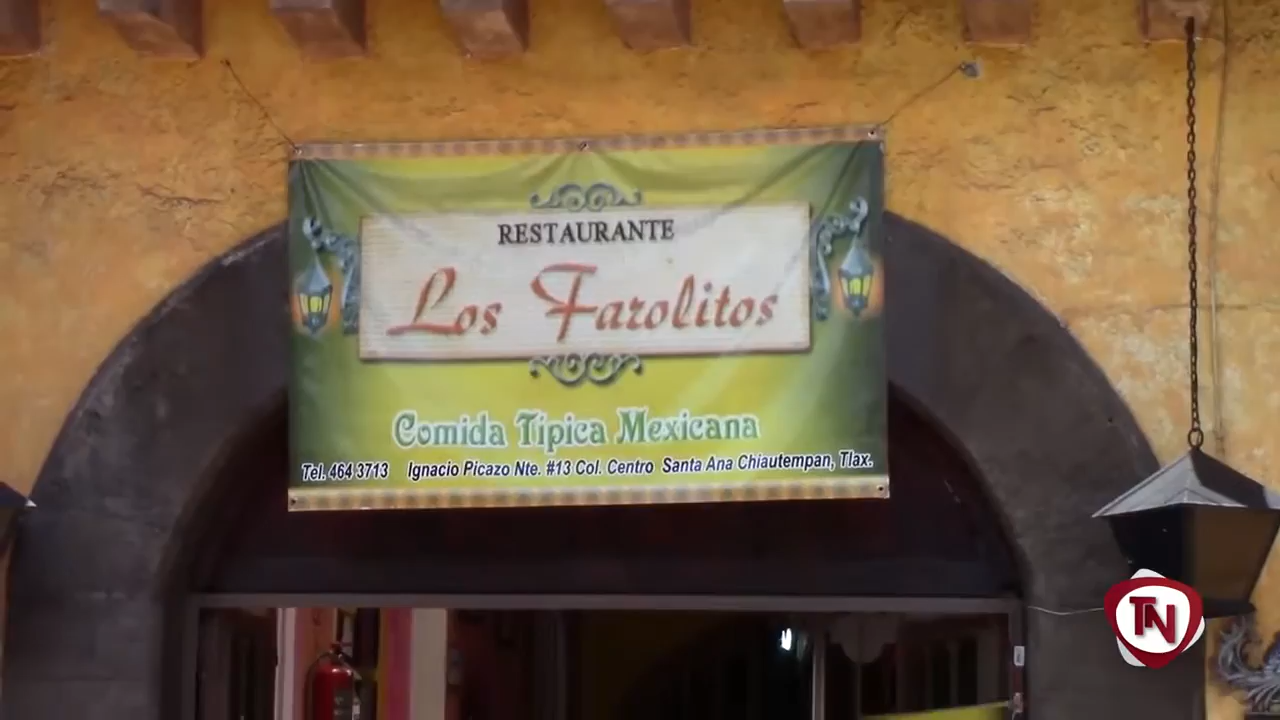 RESTAURANTE
Los Farolitos
Comida Típica Mexicana
Tel. 464 3713 Ignacio Picazo Nte. #13 Col. Centro Santa Ana Chiautempan, Tlax.
TN